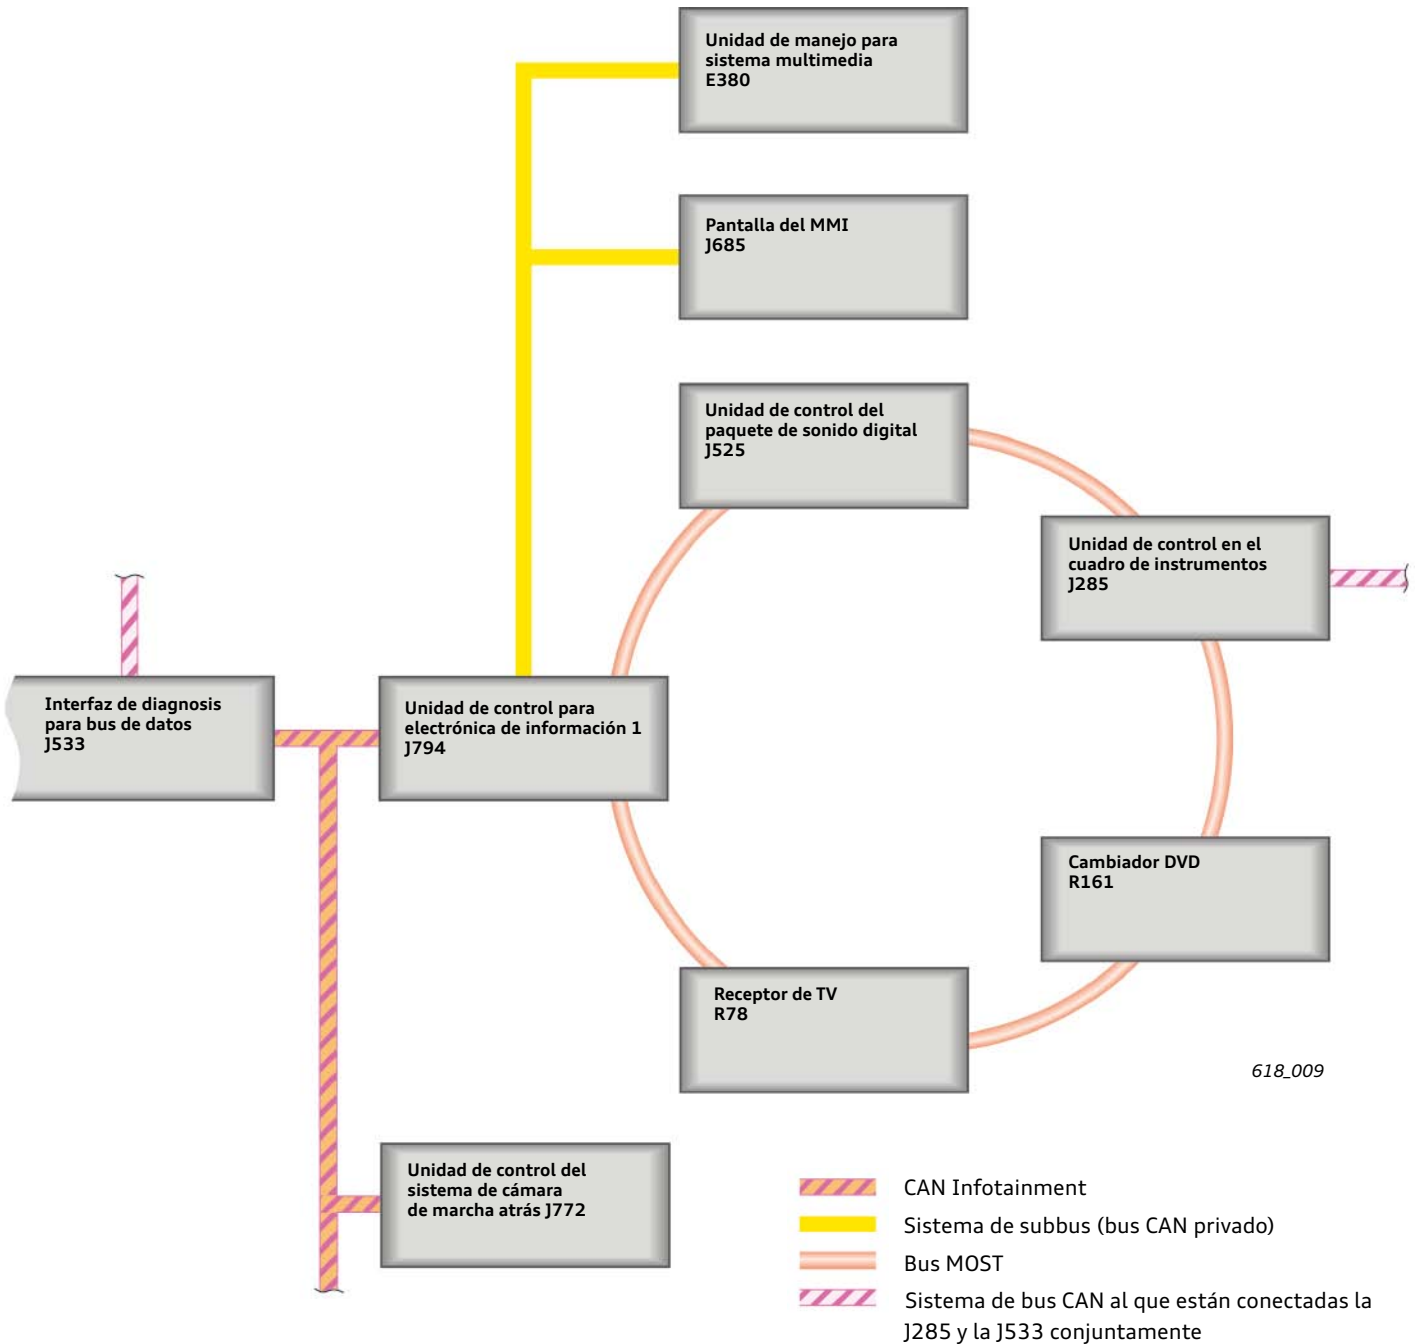 Unidad de manejo para
sistema multimedia
E380
Pantalla del MMI
J685
Unidad de control del
paquete de sonido digital
J525
Unidad de control en el
cuadro de instrumentos
J285
Interfaz de diagnosis
para bus de datos
J533
Unidad de control para
electrónica de información 1
J794
Cambiador DVD
R161
Receptor de TV
R78
618_009
Unidad de control del
sistema de cámara
de marcha atrás J772
CAN Infotainment
Sistema de subbus (bus CAN privado)
Bus MOST
Sistema de bus CAN al que están conectadas la
J285 y la J533 conjuntamente